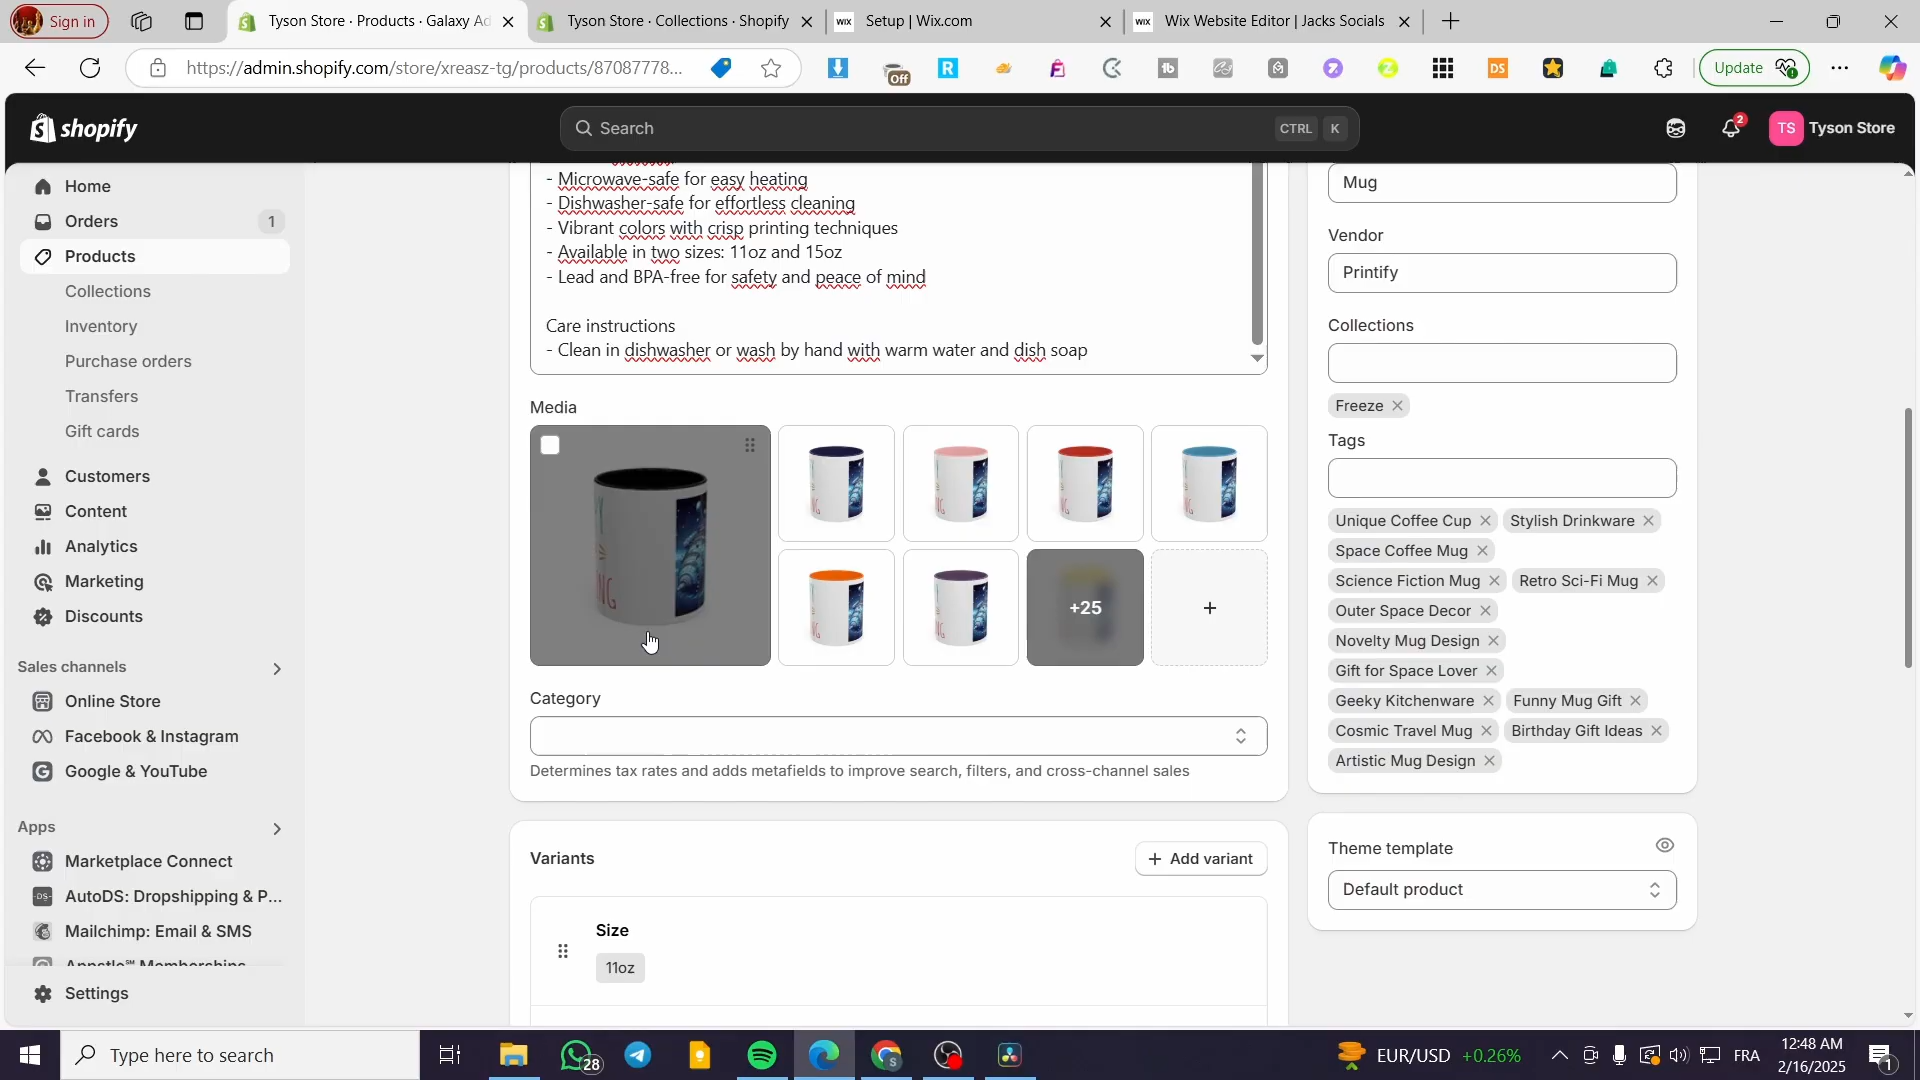 Sign in
Tyson Store · Products · Galaxy Ad
Tyson Store · Collections · Shopify
WiX Setup | Wix.com
WiX Wix Website Editor | Jacks Socials
https://admin.shopify.com/store/xreasz-tg/products/87087778...
Off
R
tb
DS
Update
shopify
Search
CTRL K
2
TS Tyson Store
Home
Orders 1
Products
Collections
Inventory
Purchase orders
Transfers
Gift cards
Customers
Content
Analytics
Marketing
Discounts
Sales channels
Online Store
Facebook & Instagram
Google & YouTube
Apps
Marketplace Connect
AutoDS: Dropshipping & P...
Mailchimp: Email & SMS
Appstle℠ Memberships
Settings
- Microwave-safe for easy heating
- Dishwasher-safe for effortless cleaning
- Vibrant colors with crisp printing techniques
- Available in two sizes: 11oz and 15oz
- Lead and BPA-free for safety and peace of mind
Care instructions
- Clean in dishwasher or wash by hand with warm water and dish soap
Media
+25
Category
Determines tax rates and adds metafields to improve search, filters, and cross-channel sales
Variants
+ Add variant
Size
11oz
Mug
Vendor
Printify
Collections
Freeze
Tags
Unique Coffee Cup
Stylish Drinkware
Space Coffee Mug
Science Fiction Mug
Retro Sci-Fi Mug
Outer Space Decor
Novelty Mug Design
Gift for Space Lover
Geeky Kitchenware
Funny Mug Gift
Cosmic Travel Mug
Birthday Gift Ideas
Artistic Mug Design
Theme template
Default product
Type here to search
28
EUR/USD +0.26%
FRA
12:48 AM
2/16/2025
1